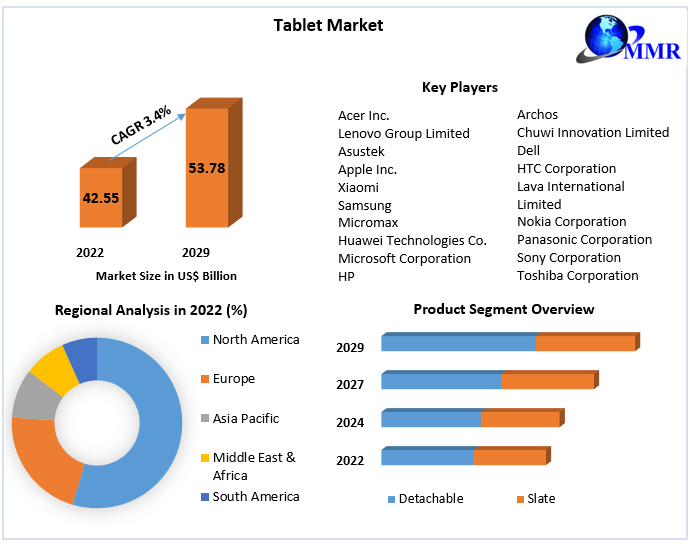 Tablet Market
MMR
CAGR 3.4%
42.55
53.78
2022
2029
Market Size in US$ Billion
Key Players
Acer Inc.
Lenovo Group Limited
Asustek
Apple Inc.
Xiaomi
Samsung
Micromax
Huawei Technologies Co.
Microsoft Corporation
HP
Archos
Chuwi Innovation Limited
Dell
HTC Corporation
Lava International
Limited
Nokia Corporation
Panasonic Corporation
Sony Corporation
Toshiba Corporation
Regional Analysis in 2022 (%)
North America
Europe
Asia Pacific
Middle East &
Africa
South America
Product Segment Overview
2029
2027
2024
2022
Detachable
Slate